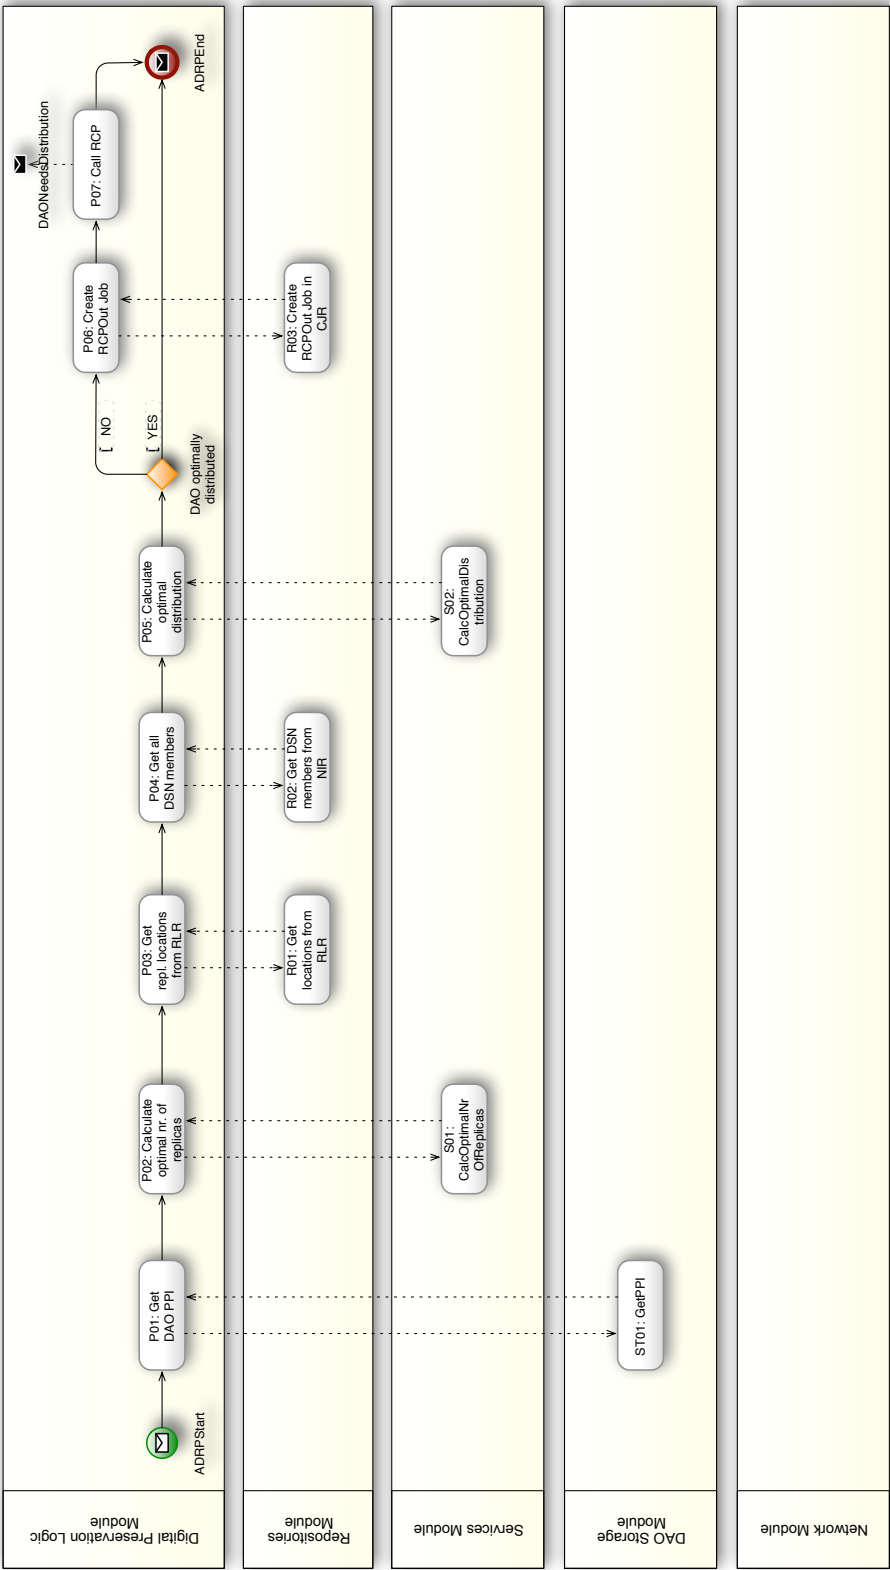 Digital Preservation Logic
Module
ADRPStart
P01: Get
DAO PPI
P02: Calculate
optimal nr. of
replicas
P03: Get
repl. locations
from RLR
P04: Get all
DSN members
P05: Calculate
optimal
distribution
DAO optimally
distributed
[ NO
[ YES
P06: Create
RCPOut Job
P07: Call RCP
DAONeedsDistribution
ADRPEnd
Repositories
Module
R01: Get
locations from
RLR
R02: Get DSN
members from
NIR
R03: Create
RCPOut Job in
CJR
Services Module
S01:
CalcOptimalNr
OfReplicas
S02:
CalcOptimalDis
tribution
DAO Storage
Module
ST01: GetPPI
Network Module